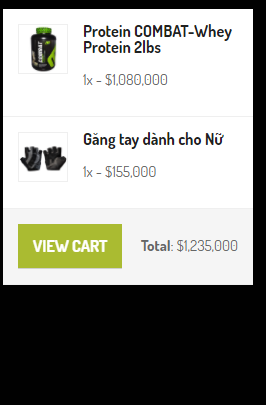 Protein COMBAT-Whey
Protein 2lbs
1x - $1,080,000
COMBAT
Găng tay dành cho Nữ
1x - $155,000
VIEW CART
Total: $1,235,000